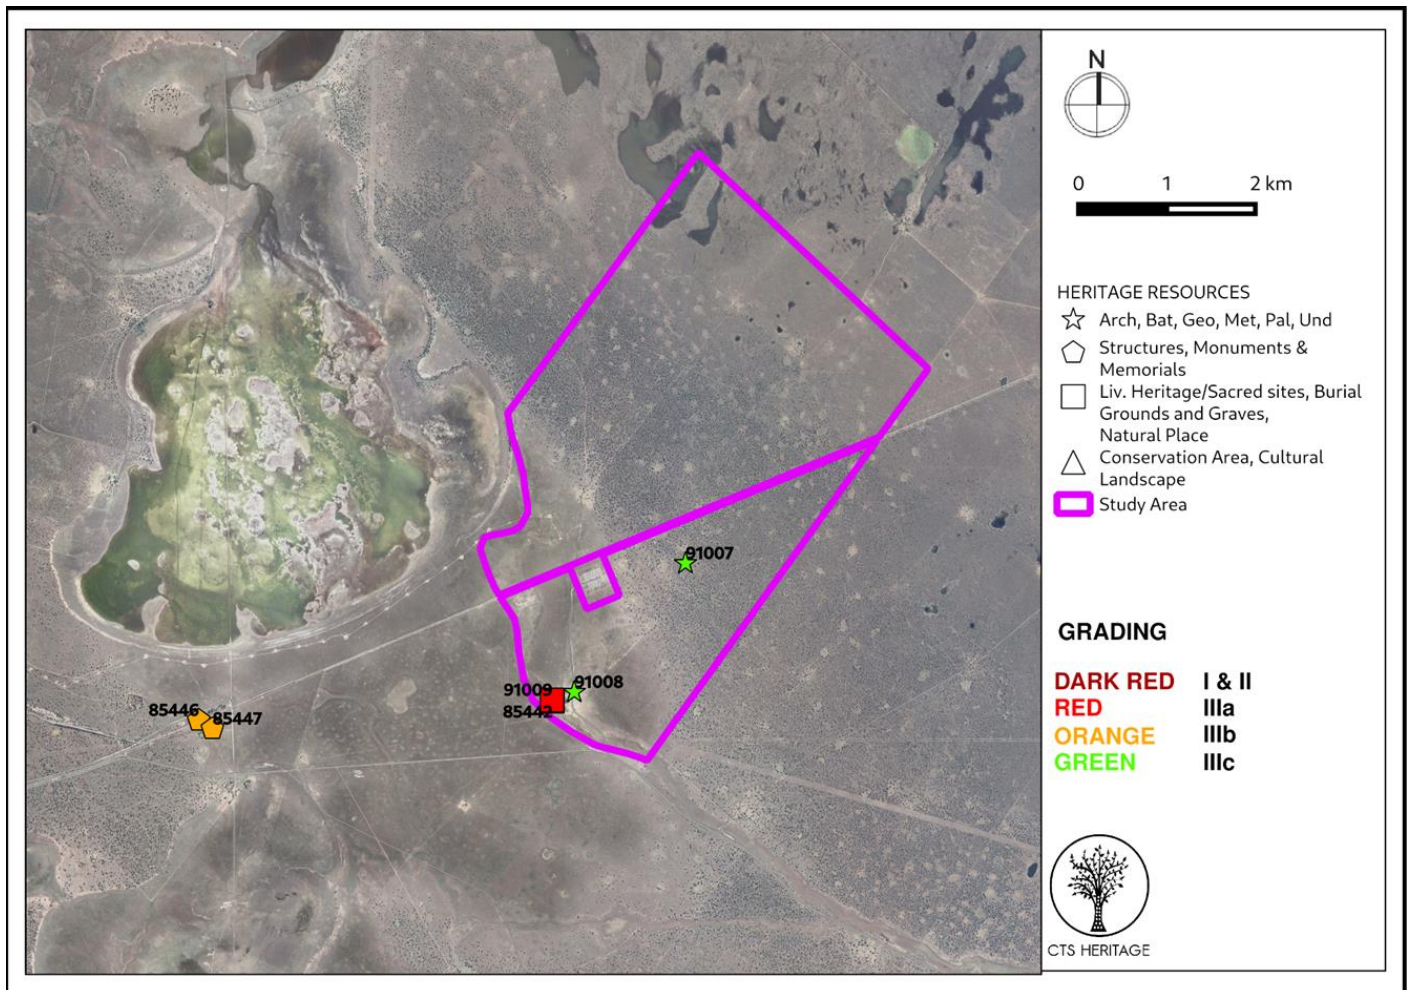 N
0 1 2 km
HERITAGE RESOURCES
Arch, Bat, Geo, Met, Pal, Und
Structures, Monuments &
Memorials
Liv. Heritage/Sacred sites, Burial
Grounds and Graves,
Natural Place
Conservation Area, Cultural
Landscape
Study Area
91007
91008
91009
85442
85446
85447
GRADING
DARK RED I & II
RED IIIa
ORANGE IIIb
GREEN IIIc
CTS HERITAGE